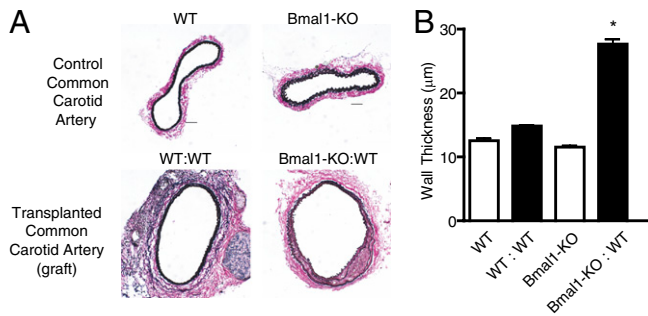 A
WT
Bmal1-KO
Control
Common
Carotid
Artery
WT:WT
Bmal1-KO:WT
Transplanted
Common
Carotid Artery
(graft)
B
Wall Thickness (μm)
30
20
10
0
*
WT
WT : WT
Bmal1-KO
Bmal1-KO : WT